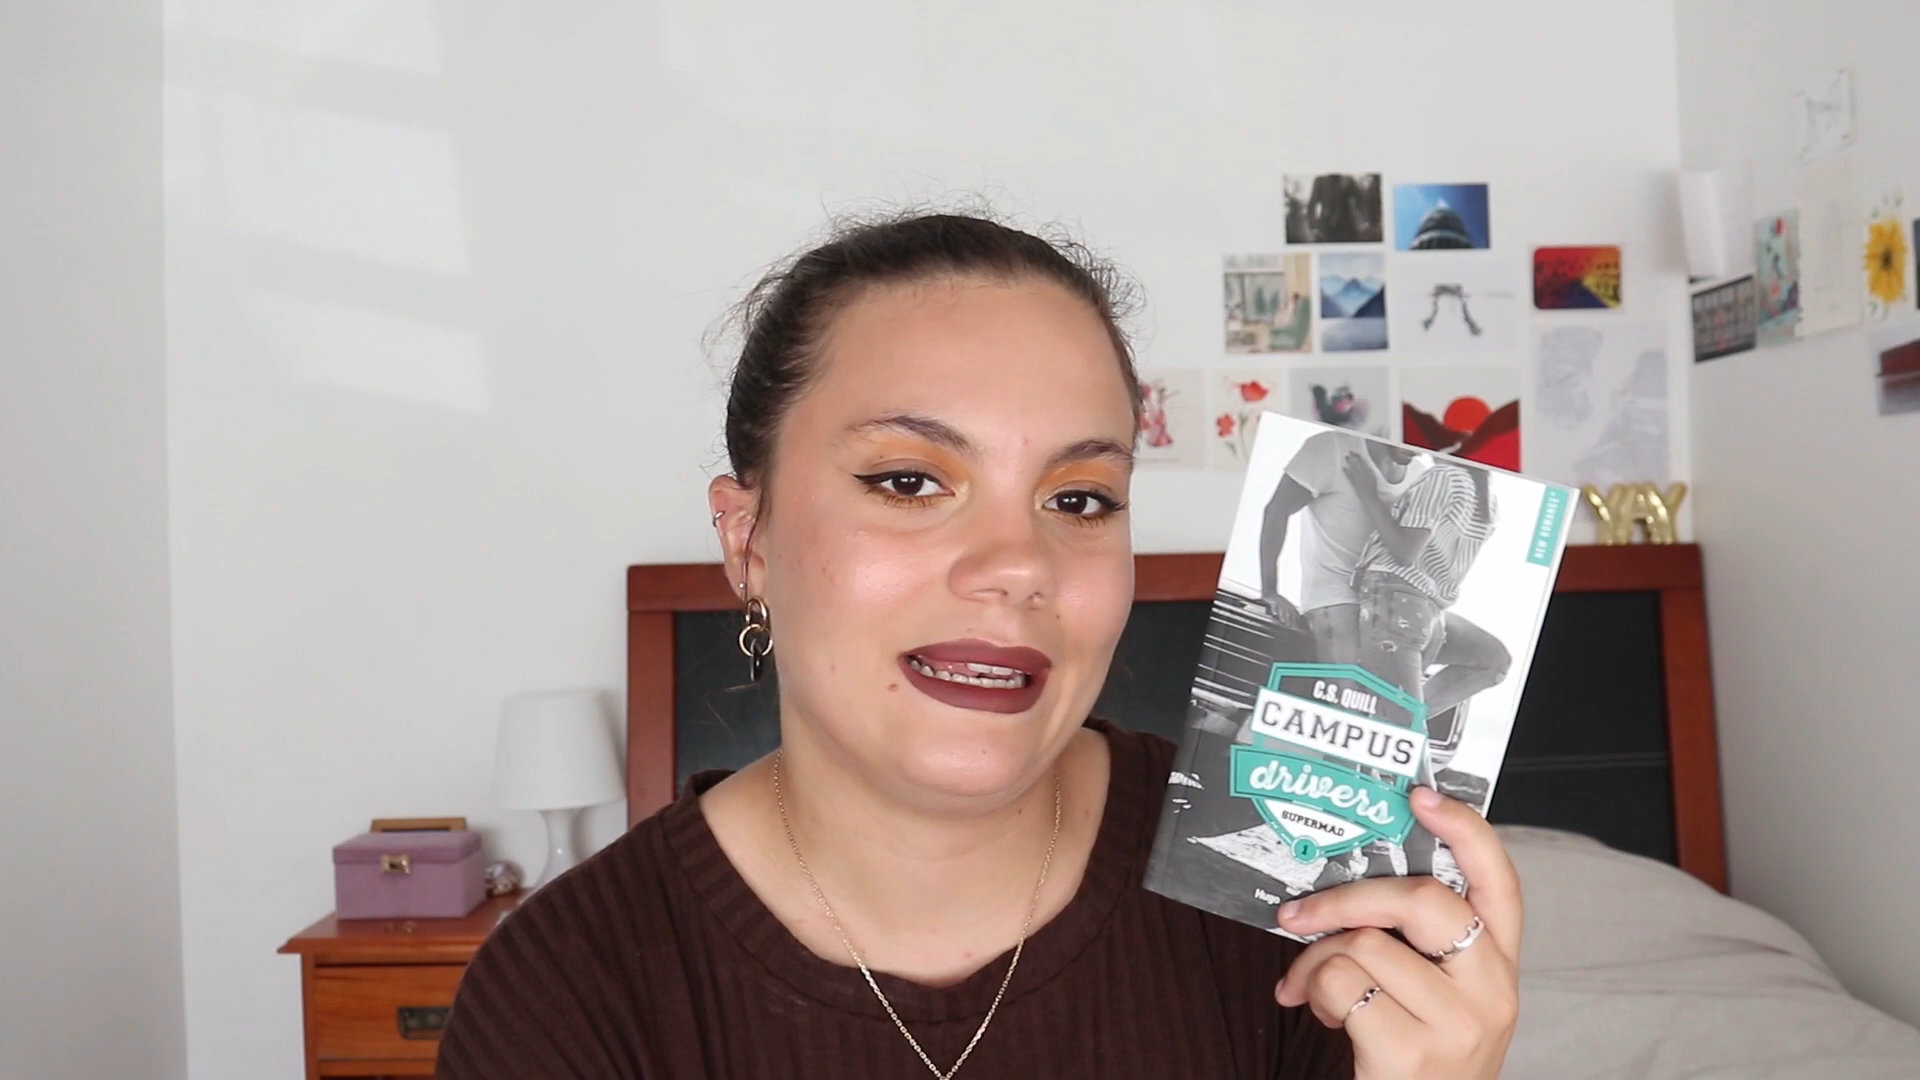 YAY
NEW ROMANCE
C.S. QUILL
CAMPUS
drivers
SUPERMAD
1
Hugo